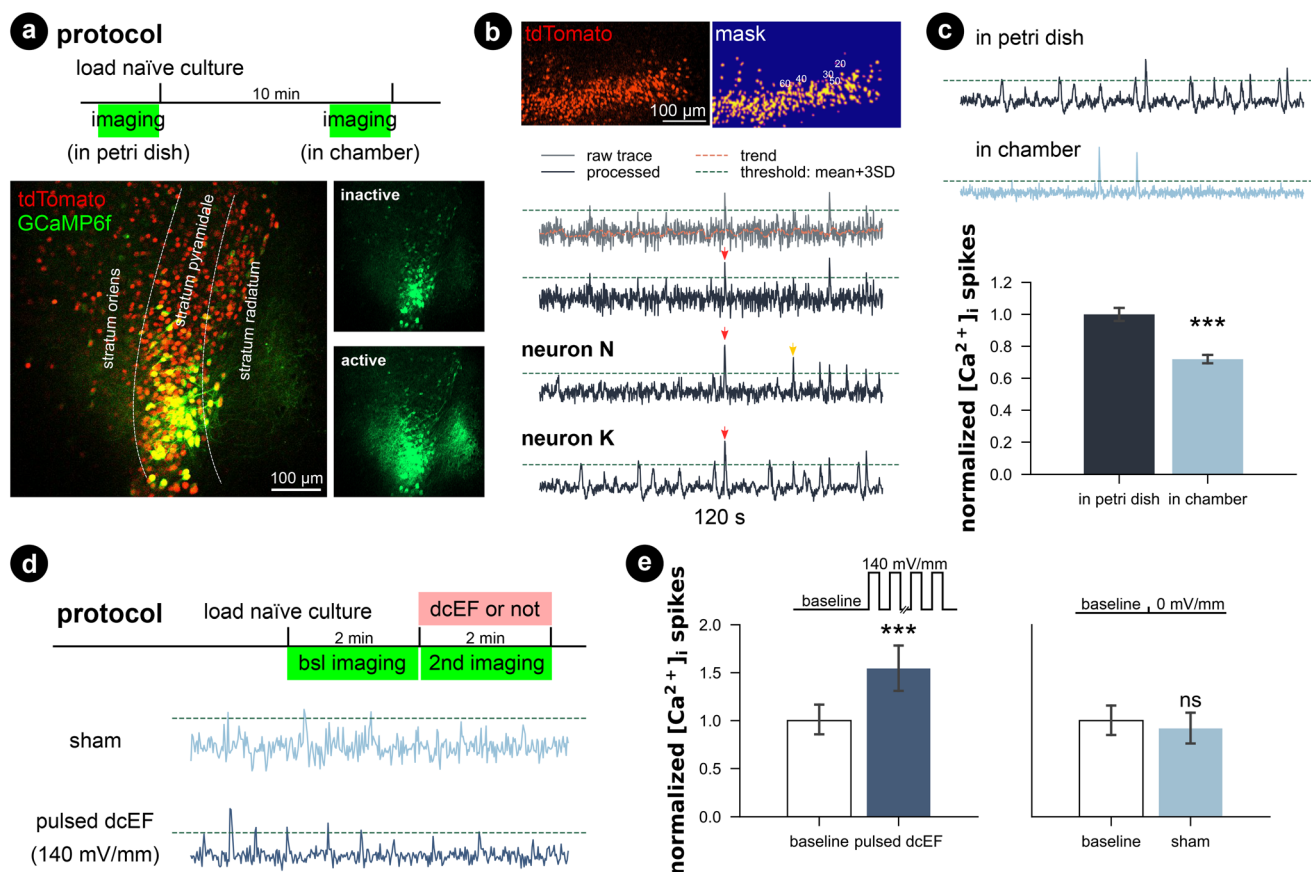 a
protocol
load naïve culture
10 min
imaging
imaging
(in petri dish)
(in chamber)
tdTomato
GCaMP6f
stratum oriens
stratum pyramidale
stratum radiatum
100 µm
inactive
active
b
tdTomato
mask
20
60
40
30
50
100 µm
raw trace
trend
processed
threshold: mean+3SD
neuron N
neuron K
120 s
c
in petri dish
in chamber
normalized [Ca²⁺]ᵢ spikes
1.2
1.0
0.8
0.6
0.4
0.2
0.0
***
in petri dish
in chamber
d
protocol
load naïve culture
dcEF or not
2 min
2 min
bsl imaging
2nd imaging
sham
pulsed dcEF
(140 mV/mm)
e
140 mV/mm
baseline
normalized [Ca²⁺]ᵢ spikes
2.0
1.5
1.0
0.5
0.0
***
baseline
pulsed dcEF
baseline
0 mV/mm
ns
baseline
sham